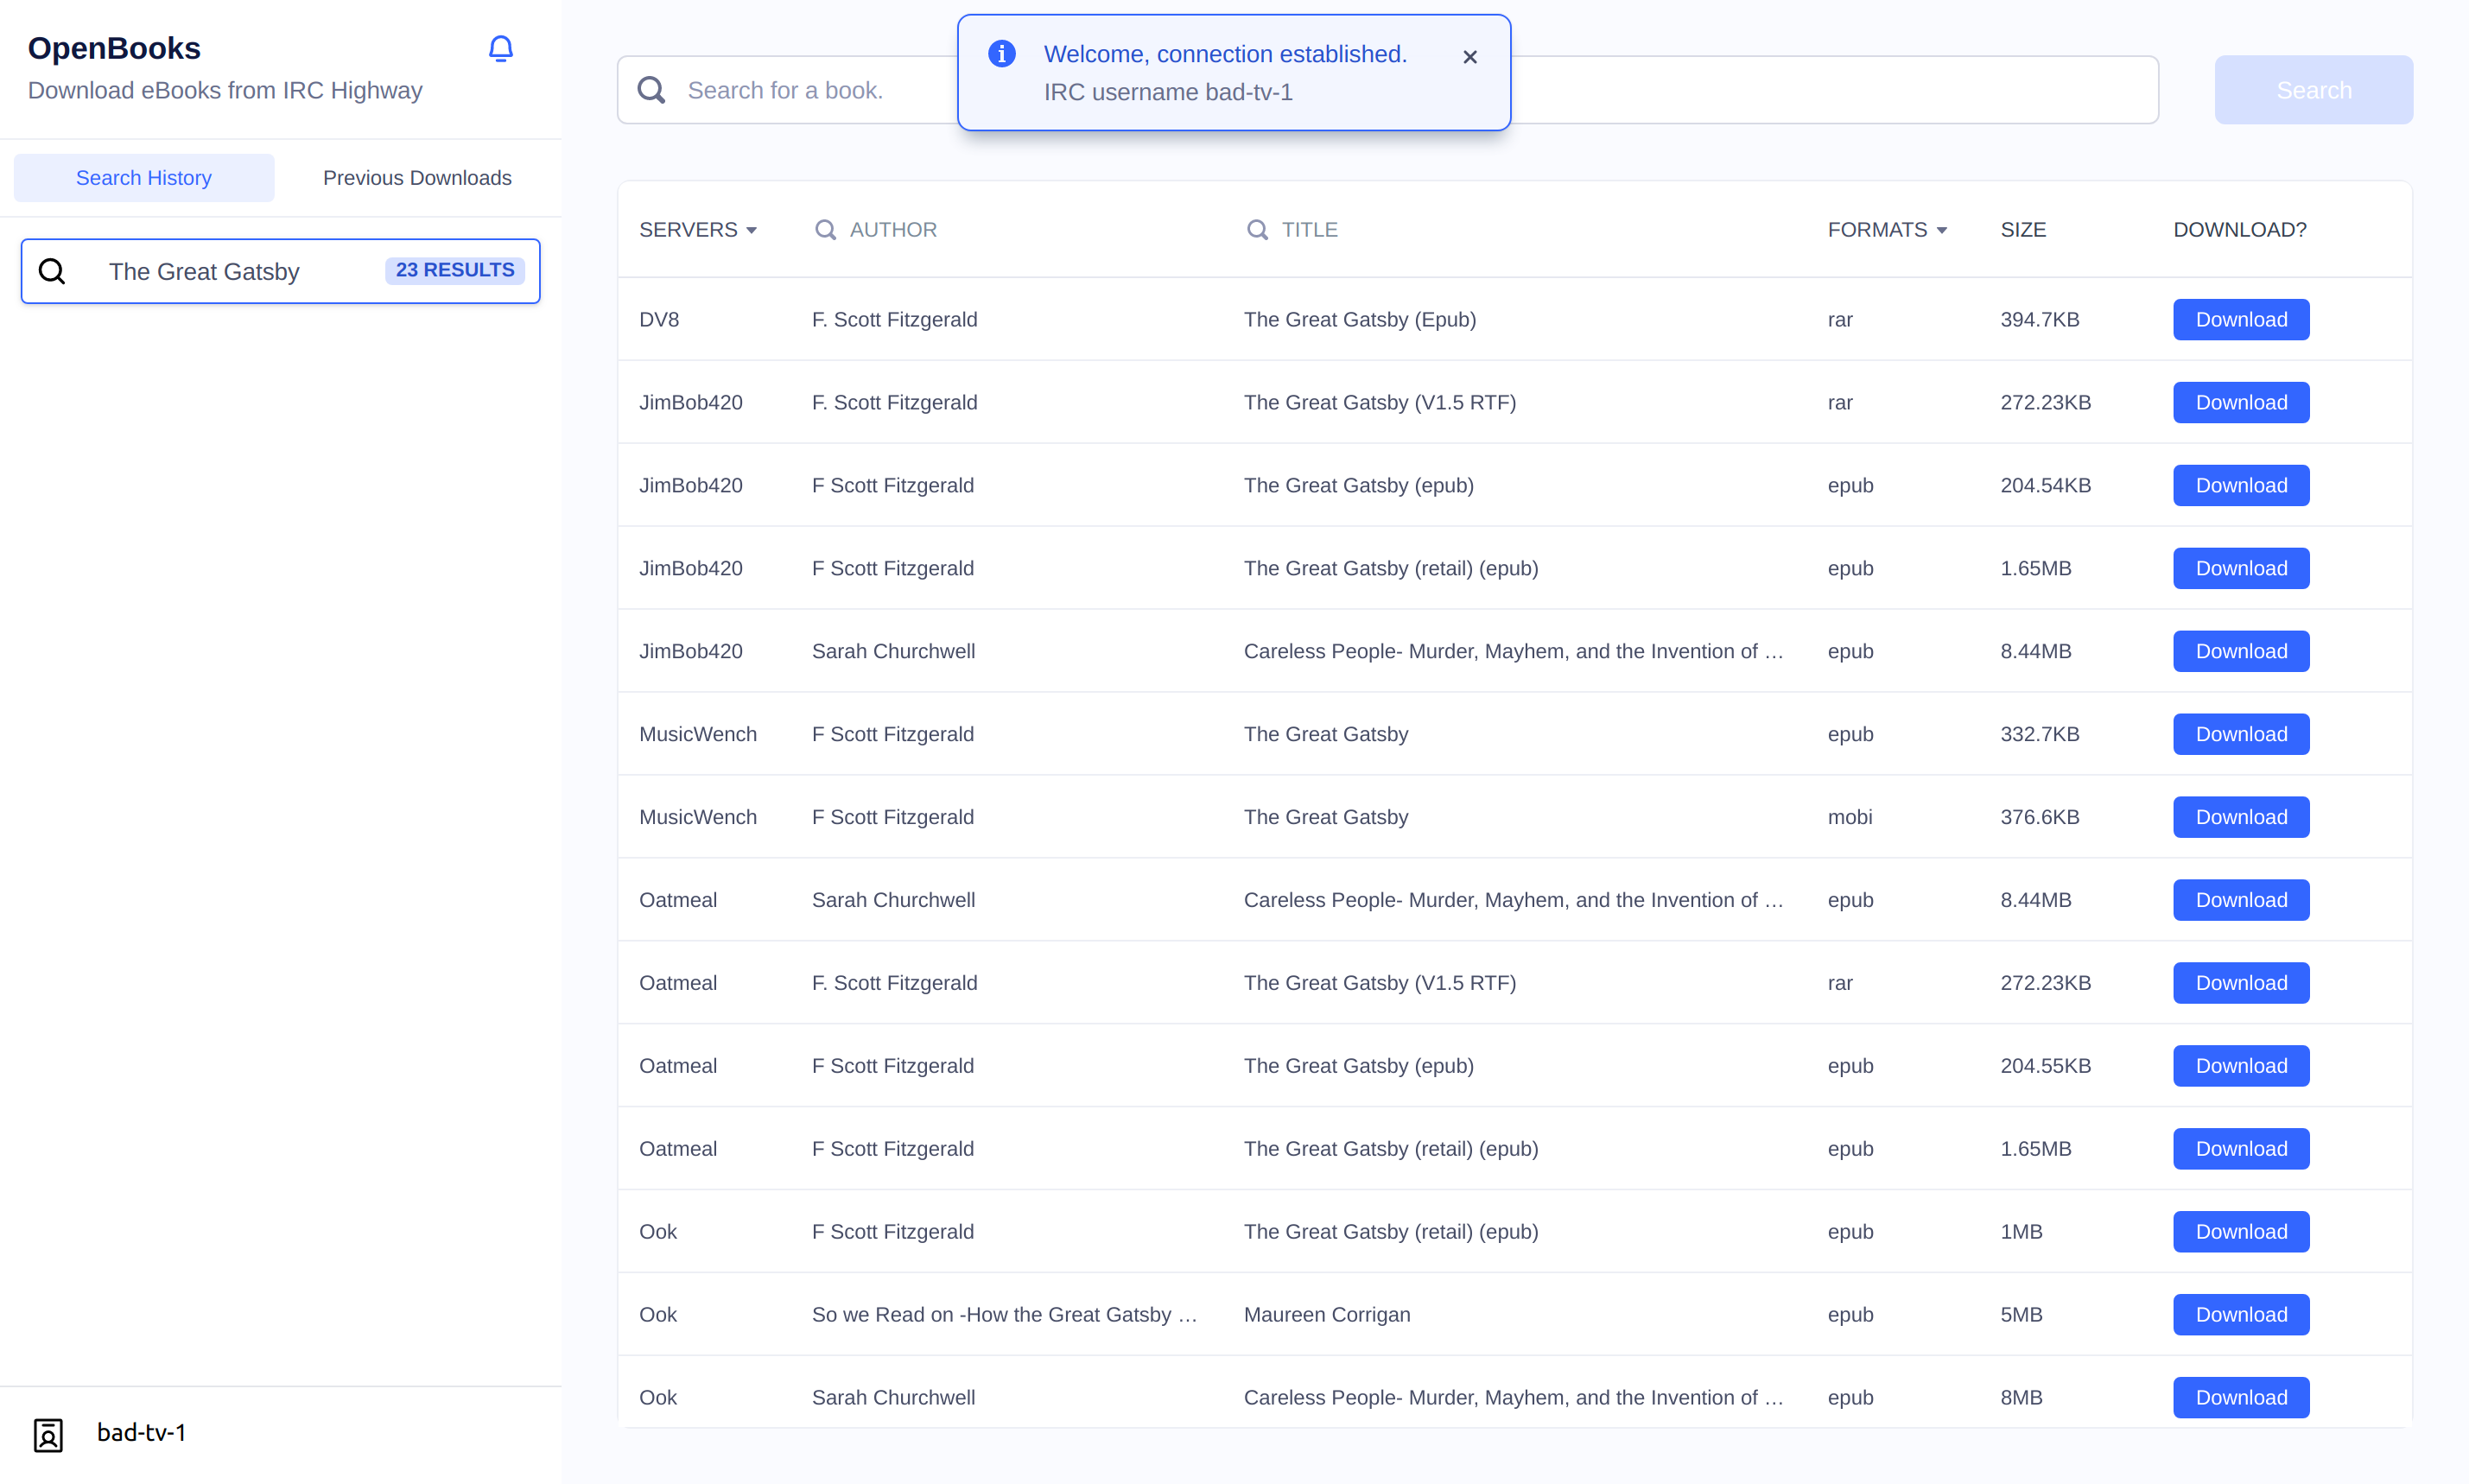 OpenBooks
Download eBooks from IRC Highway
Search History Previous Downloads
The Great Gatsby 23 RESULTS
bad-tv-1
Welcome, connection established.
IRC username bad-tv-1
Search for a book. Search
SERVERS AUTHOR TITLE FORMATS SIZE DOWNLOAD?
DV8 F. Scott Fitzgerald The Great Gatsby (Epub) rar 394.7KB Download
JimBob420 F. Scott Fitzgerald The Great Gatsby (V1.5 RTF) rar 272.23KB Download
JimBob420 F Scott Fitzgerald The Great Gatsby (epub) epub 204.54KB Download
JimBob420 F Scott Fitzgerald The Great Gatsby (retail) (epub) epub 1.65MB Download
JimBob420 Sarah Churchwell Careless People- Murder, Mayhem, and the Invention of … epub 8.44MB Download
MusicWench F Scott Fitzgerald The Great Gatsby epub 332.7KB Download
MusicWench F Scott Fitzgerald The Great Gatsby mobi 376.6KB Download
Oatmeal Sarah Churchwell Careless People- Murder, Mayhem, and the Invention of … epub 8.44MB Download
Oatmeal F. Scott Fitzgerald The Great Gatsby (V1.5 RTF) rar 272.23KB Download
Oatmeal F Scott Fitzgerald The Great Gatsby (epub) epub 204.55KB Download
Oatmeal F Scott Fitzgerald The Great Gatsby (retail) (epub) epub 1.65MB Download
Ook F Scott Fitzgerald The Great Gatsby (retail) (epub) epub 1MB Download
Ook So we Read on -How the Great Gatsby … Maureen Corrigan epub 5MB Download
Ook Sarah Churchwell Careless People- Murder, Mayhem, and the Invention of … epub 8MB Download